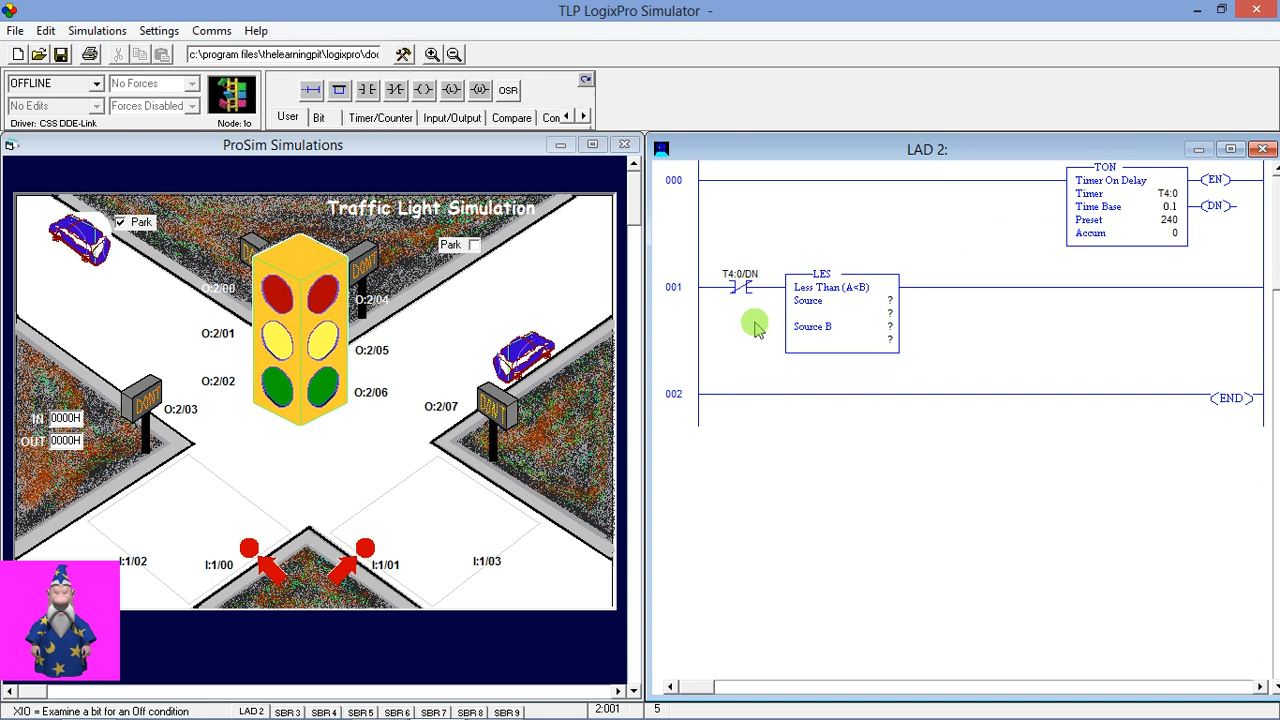 TLP LogixPro Simulator -
File Edit Simulations Settings Comms Help
c:\program files\thelearningpit\logixpro\doc
OFFLINE No Forces
No Edits Forces Disabled
Driver: CSS DDE-Link Node: 1o
OSR
User Bit Timer/Counter Input/Output Compare
ProSim Simulations
Traffic Light Simulation
Park
Park
O:2/00
O:2/04
O:2/01
O:2/05
O:2/02
O:2/06
O:2/03
O:2/07
DONT
DONT
IN 0000H
OUT 0000H
I:1/02
I:1/00
I:1/01
I:1/03
LAD 2:
000
TON
Timer On Delay
Timer T4:0
Time Base 0.1
Preset 240
Accum 0
(EN)
(DN)
001
T4:0/DN
LES
Less Than (A<B)
Source ?
?
Source B ?
?
002
(END)
XIO = Examine a bit for an Off condition
LAD 2 SBR 3 SBR 4 SBR 5 SBR 6 SBR 7 SBR 8 SBR 9
2:001 5